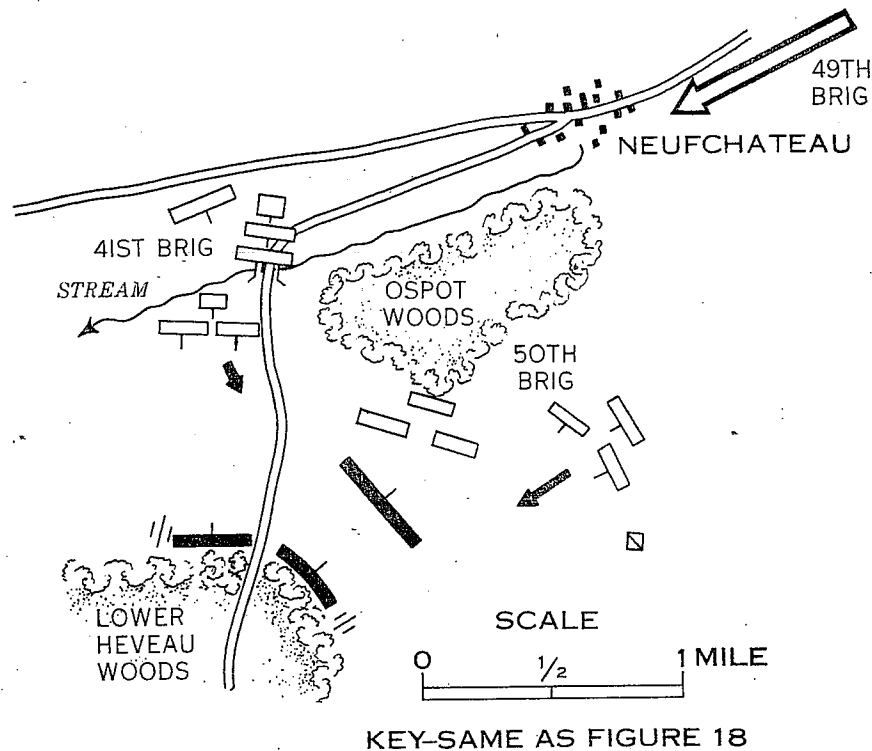 49TH
BRIG
NEUFCHATEAU
41ST BRIG
STREAM
OSPOT
WOODS
50TH
BRIG
LOWER
HEVEAU
WOODS
SCALE
0 1/2 1 MILE
KEY-SAME AS FIGURE 18